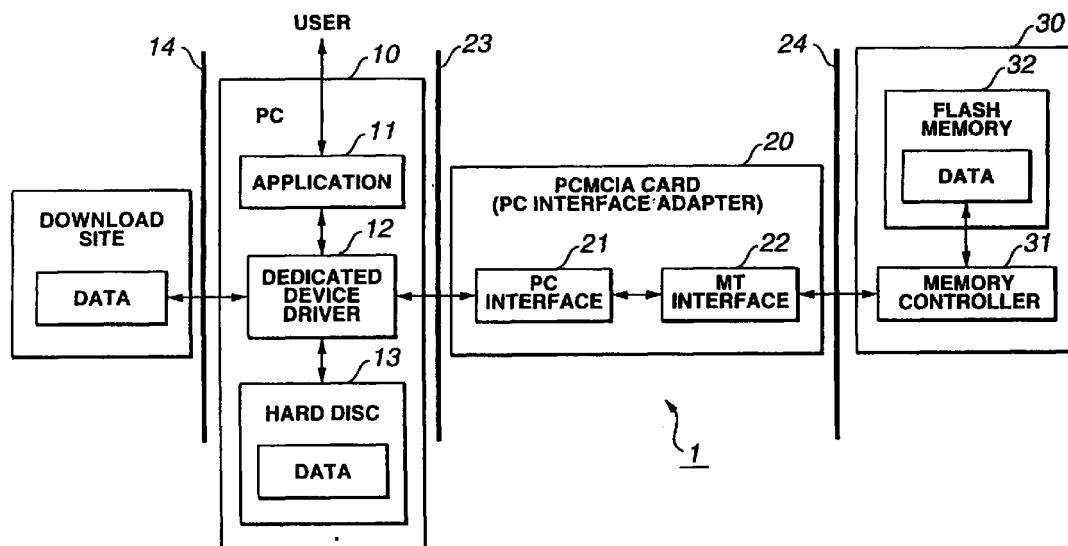 USER
14
10
23
24
30
PC
32
FLASH
MEMORY
DATA
11
APPLICATION
20
PCMCIA CARD
(PC INTERFACE ADAPTER)
DOWNLOAD
SITE
DATA
12
DEDICATED
DEVICE
DRIVER
21
PC
INTERFACE
22
MT
INTERFACE
31
MEMORY
CONTROLLER
13
HARD DISC
DATA
1